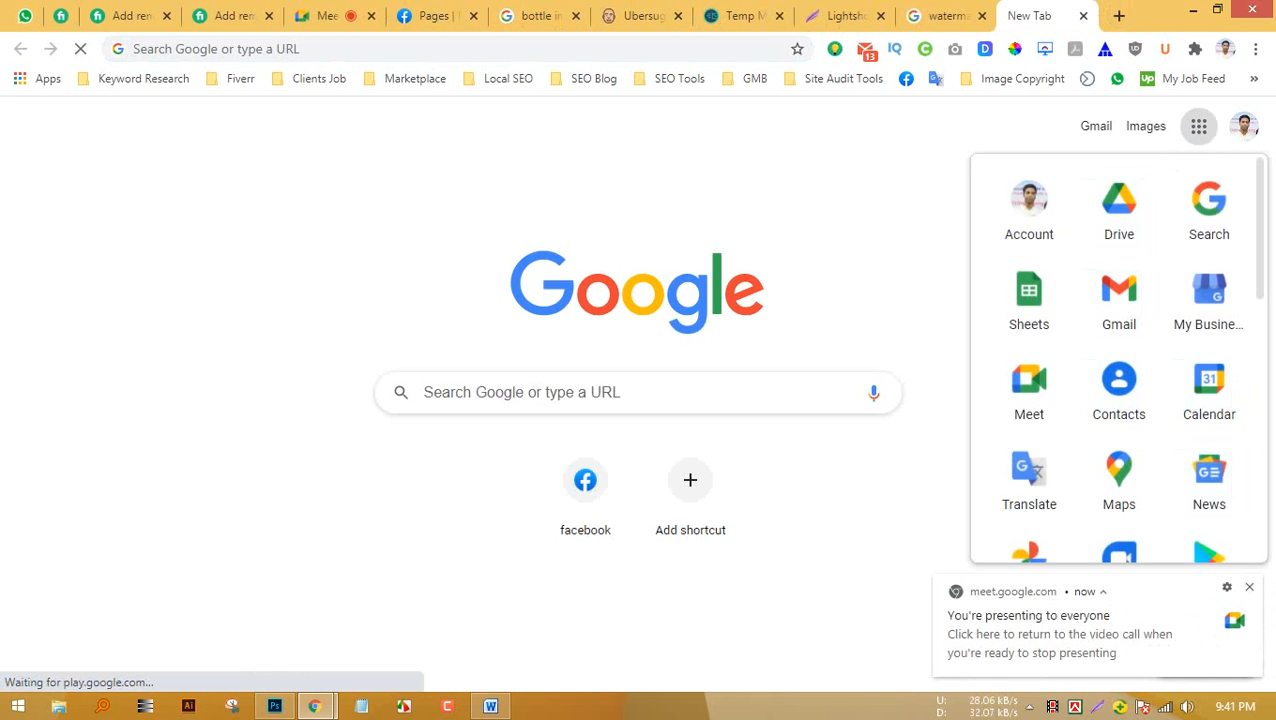 Add rem
Add rem
Mee
Pages |
bottle in
Ubersug
Temp M
Lightsho
waterma
New Tab
Search Google or type a URL
13
Apps
Keyword Research
Fiverr
Clients Job
Marketplace
Local SEO
SEO Blog
SEO Tools
GMB
Site Audit Tools
Image Copyright
My Job Feed
»
Gmail
Images
Account
Drive
Search
Sheets
Gmail
My Busine...
Meet
Contacts
Calendar
31
Translate
Maps
News
Google
Search Google or type a URL
facebook
Add shortcut
meet.google.com • now
You're presenting to everyone
Click here to return to the video call when
you're ready to stop presenting
Waiting for play.google.com...
U: 28.06 kB/s
D: 32.07 kB/s
9:41 PM